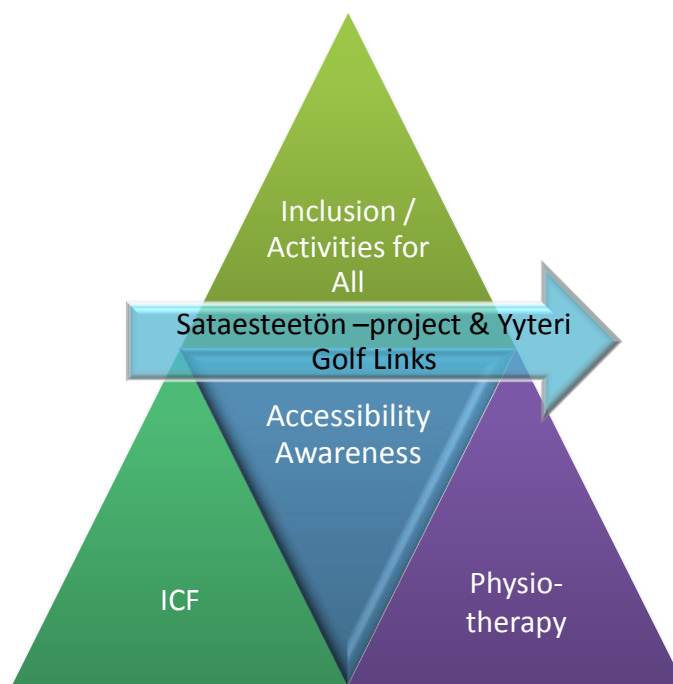 Inclusion /
Activities for
All
Sataesteetön –project & Yyteri
Golf Links
Accessibility
Awareness
ICF
Physio-
therapy